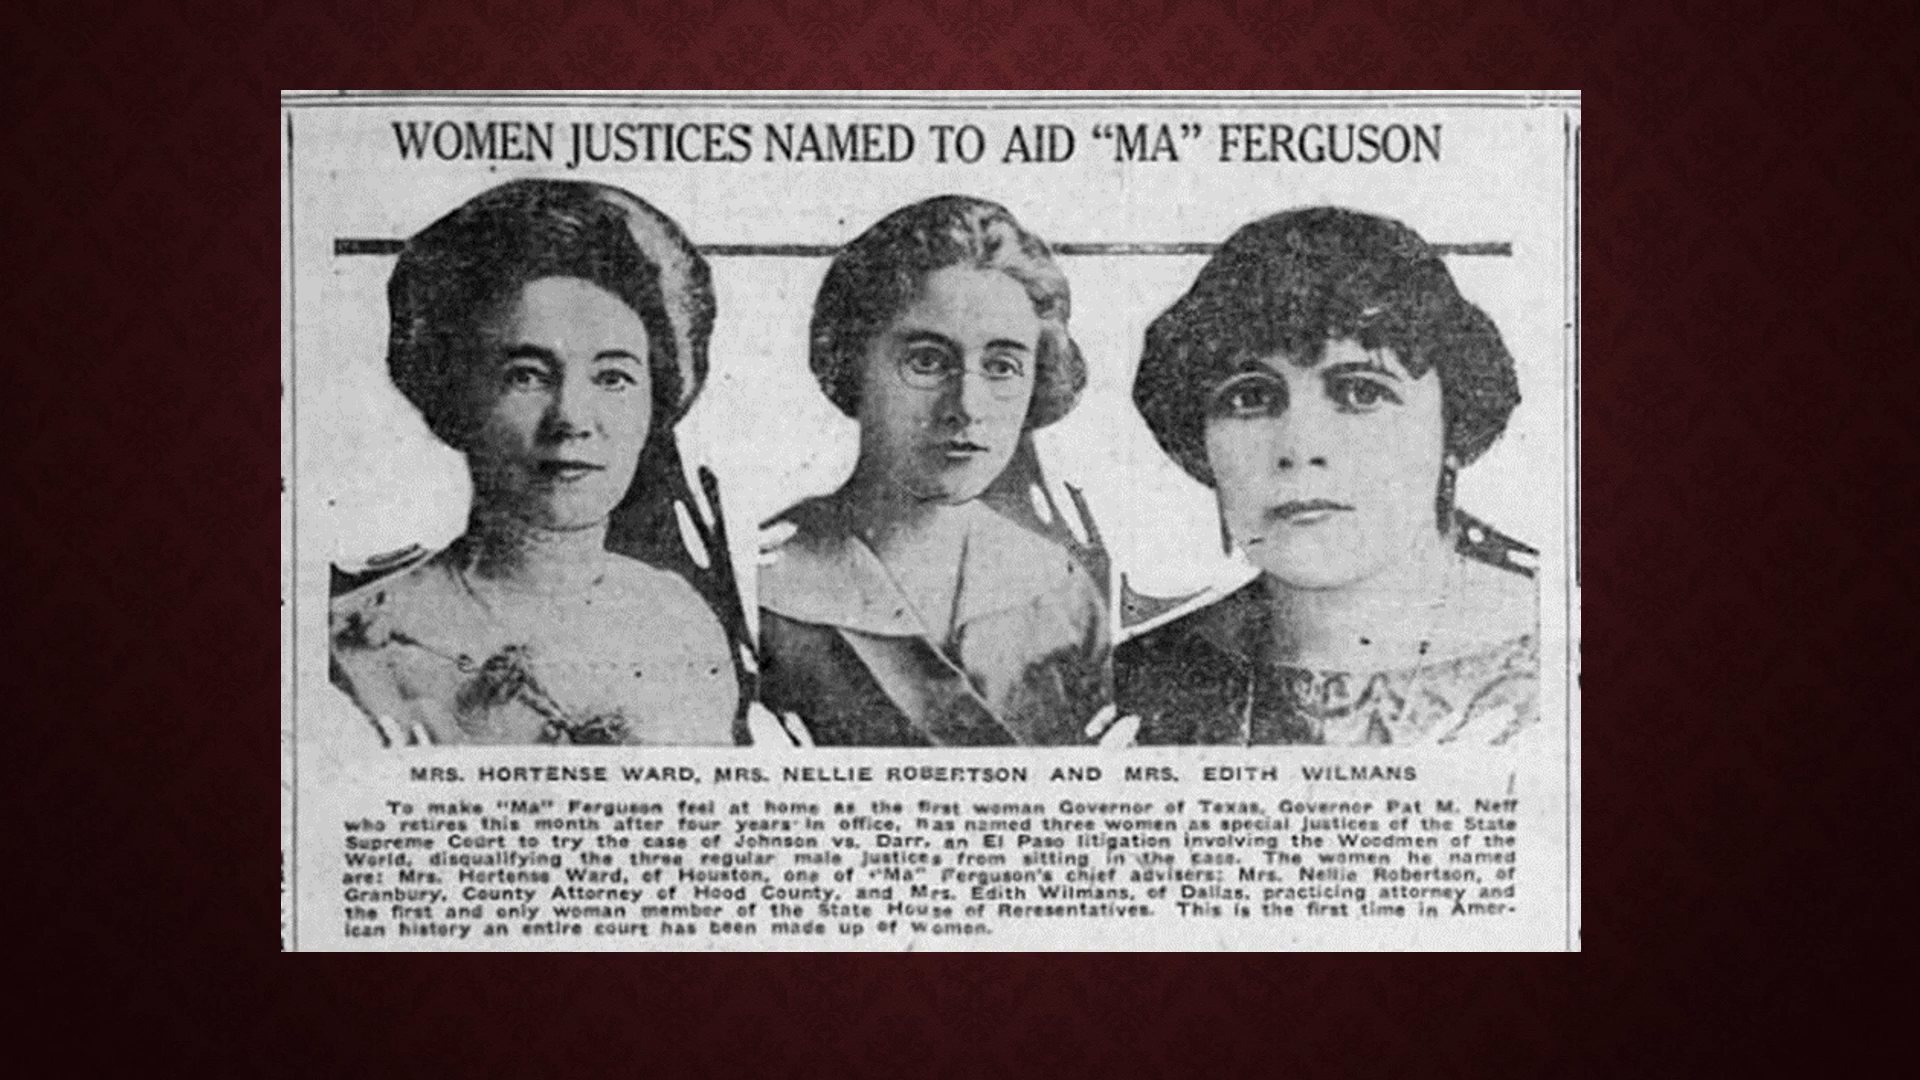 WOMEN JUSTICES NAMED TO AID “MA” FERGUSON
MRS. HORTENSE WARD, MRS. NELLIE ROBERTSON AND MRS. EDITH WILMANS
To make “Ma” Ferguson feel at home as the first woman Governor of Texas, Governor Pat M. Neff
who retires this month after four years in office, has named three women as special justices of the State
Supreme Court to try the case of Johnson vs. Darr, an El Paso litigation involving the Woodmen of the
World, disqualifying the three regular male justices from sitting in the case. The women he named
are: Mrs. Hortense Ward, of Houston, one of “Ma” Ferguson's chief advisers; Mrs. Nellie Robertson, of
Granbury, County Attorney of Hood County, and Mrs. Edith Wilmans, of Dallas, practicing attorney and
the first and only woman member of the State House of Reresentatives. This is the first time in Amer-
ican history an entire court has been made up of women.